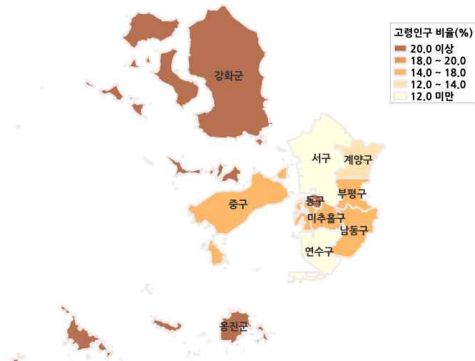 고령인구 비율(%)
20.0 이상
18.0 ~ 20.0
14.0 ~ 18.0
12.0 ~ 14.0
12.0 미만
강화군
서구
계양구
부평구
동구
중구
미추홀구
남동구
연수구
옹진군